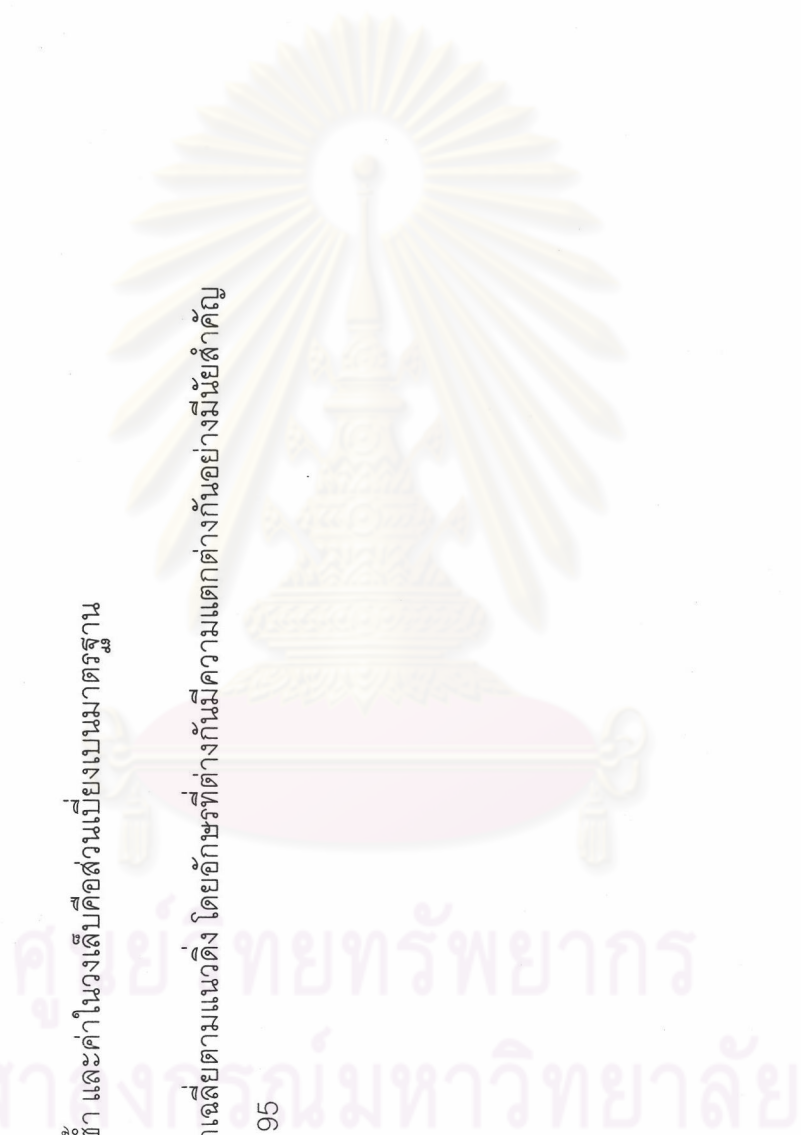 และค่าในวงเล็บคือส่วนเบี่ยงเบนมาตรฐาน
เฉลี่ยตามแนวดิ่ง โดยอักษรที่ต่างกันมีความแตกต่างกันอย่างมีนัยสำคัญ
95
ศูนย์วิทยทรัพยากร
ลงกรณ์มหาวิทยาลัย